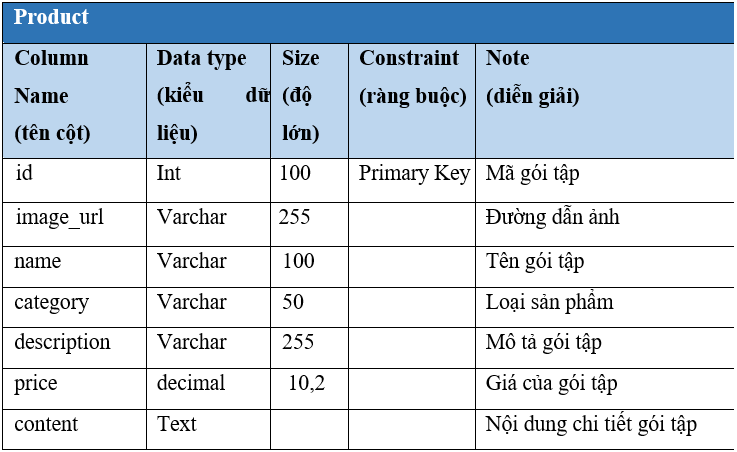 Product
Column Name (tên cột) Data type (kiểu dữ liệu) Size (độ lớn) Constraint (ràng buộc) Note (diễn giải)
id Int 100 Primary Key Mã gói tập
image_url Varchar 255 Đường dẫn ảnh
name Varchar 100 Tên gói tập
category Varchar 50 Loại sản phẩm
description Varchar 255 Mô tả gói tập
price decimal 10,2 Giá của gói tập
content Text Nội dung chi tiết gói tập